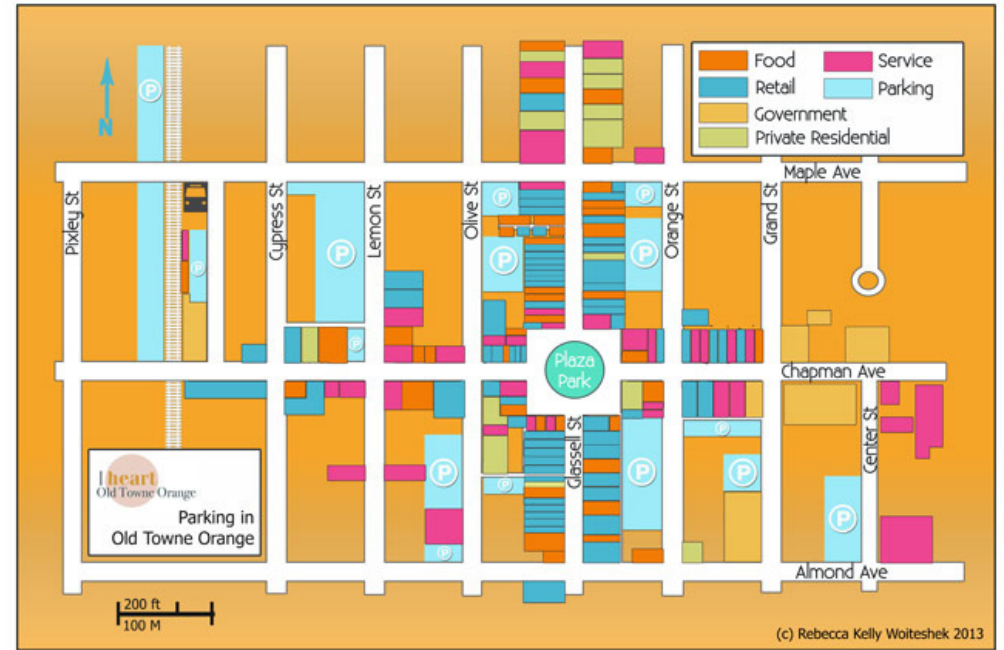 P
N
Food
Service
Retail
Parking
Government
Private Residential
Maple Ave
Pixley St
Cypress St
Lemon St
Olive St
Orange St
Grand St
P
P
P
P
P
P
P
Plaza
Park
Chapman Ave
Glassell St
Center St
P
P
P
P
P
P
P
I heart
Old Towne Orange
Parking in
Old Towne Orange
Almond Ave
200 ft
100 M
(c) Rebecca Kelly Woiteshek 2013